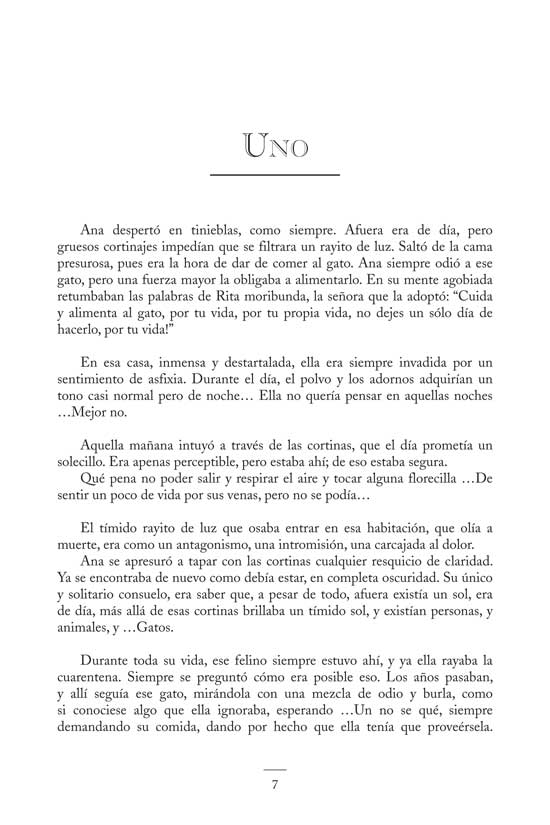 Uno
Ana despertó en tinieblas, como siempre. Afuera era de día, pero
gruesos cortinajes impedían que se filtrara un rayito de luz. Saltó de la cama
presurosa, pues era la hora de dar de comer al gato. Ana siempre odió a ese
gato, pero una fuerza mayor la obligaba a alimentarlo. En su mente agobiada
retumbaban las palabras de Rita moribunda, la señora que la adoptó: “Cuida
y alimenta al gato, por tu vida, por tu propia vida, no dejes un sólo día de
hacerlo, por tu vida!”
En esa casa, inmensa y destartalada, ella era siempre invadida por un
sentimiento de asfixia. Durante el día, el polvo y los adornos adquirían un
tono casi normal pero de noche… Ella no quería pensar en aquellas noches
…Mejor no.
Aquella mañana intuyó a través de las cortinas, que el día prometía un
solecillo. Era apenas perceptible, pero estaba ahí; de eso estaba segura.
Qué pena no poder salir y respirar el aire y tocar alguna florecilla …De
sentir un poco de vida por sus venas, pero no se podía…
El tímido rayito de luz que osaba entrar en esa habitación, que olía a
muerte, era como un antagonismo, una intromisión, una carcajada al dolor.
Ana se apresuró a tapar con las cortinas cualquier resquicio de claridad.
Ya se encontraba de nuevo como debía estar, en completa oscuridad. Su único
y solitario consuelo, era saber que, a pesar de todo, afuera existía un sol, era
de día, más allá de esas cortinas brillaba un tímido sol, y existían personas, y
animales, y …Gatos.
Durante toda su vida, ese felino siempre estuvo ahí, y ya ella rayaba la
cuarentena. Siempre se preguntó cómo era posible eso. Los años pasaban,
y allí seguía ese gato, mirándola con una mezcla de odio y burla, como
si conociese algo que ella ignoraba, esperando …Un no se qué, siempre
demandando su comida, dando por hecho que ella tenía que proveérsela.
7